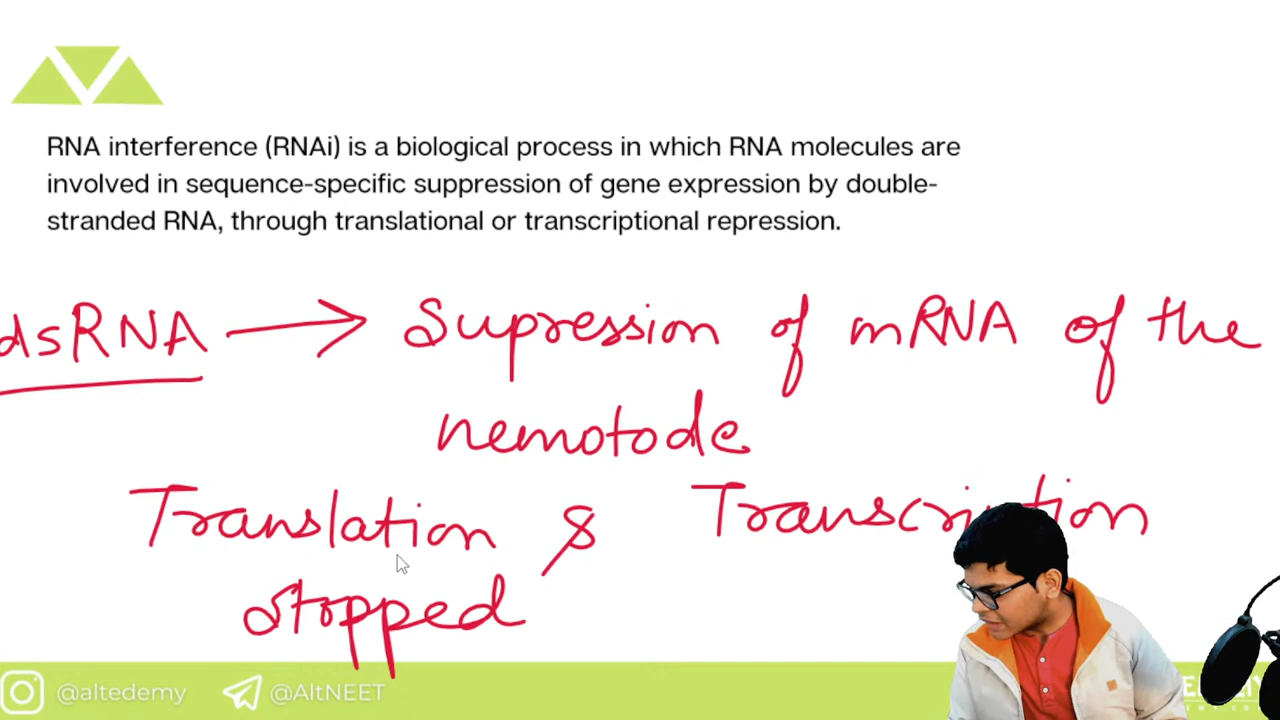 RNA interference (RNAi) is a biological process in which RNA molecules are
involved in sequence-specific suppression of gene expression by double-
stranded RNA, through translational or transcriptional repression.
dsRNA → Supression of mRNA of the
nemotode
Translation & Transcription
stopped
@altedemy @AltNEET